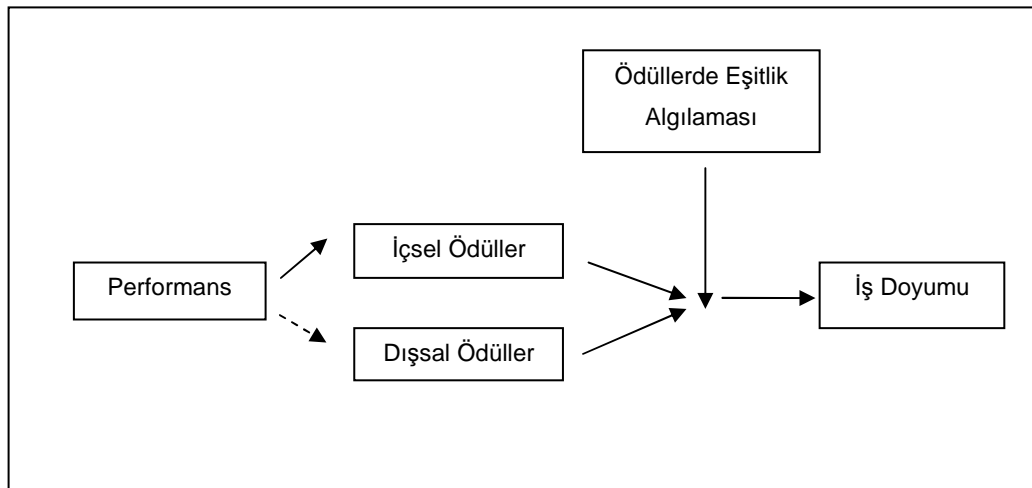 Ödüllerde Eşitlik
Algılaması
İçsel Ödüller
Performans
İş Doyumu
Dışsal Ödüller